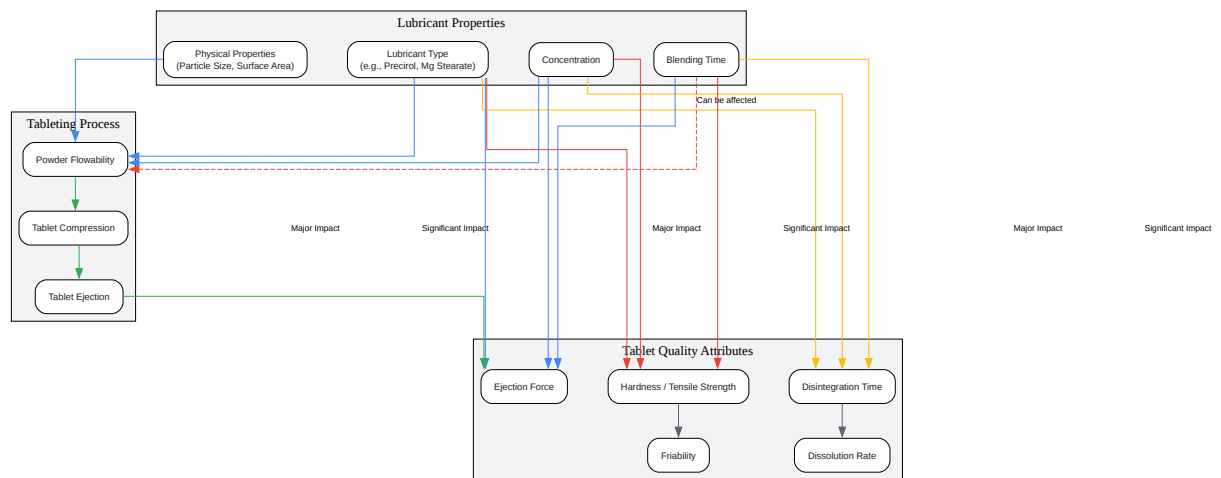 Lubricant Properties
Physical Properties
(Particle Size, Surface Area)
Lubricant Type
(e.g., Precirol, Mg Stearate)
Concentration
Blending Time
Can be affected
Tableting Process
Powder Flowability
Tablet Compression
Major Impact
Significant Impact
Major Impact
Significant Impact
Major Impact
Significant Impact
Tablet Ejection
Tablet Quality Attributes
Ejection Force
Hardness / Tensile Strength
Disintegration Time
Friability
Dissolution Rate